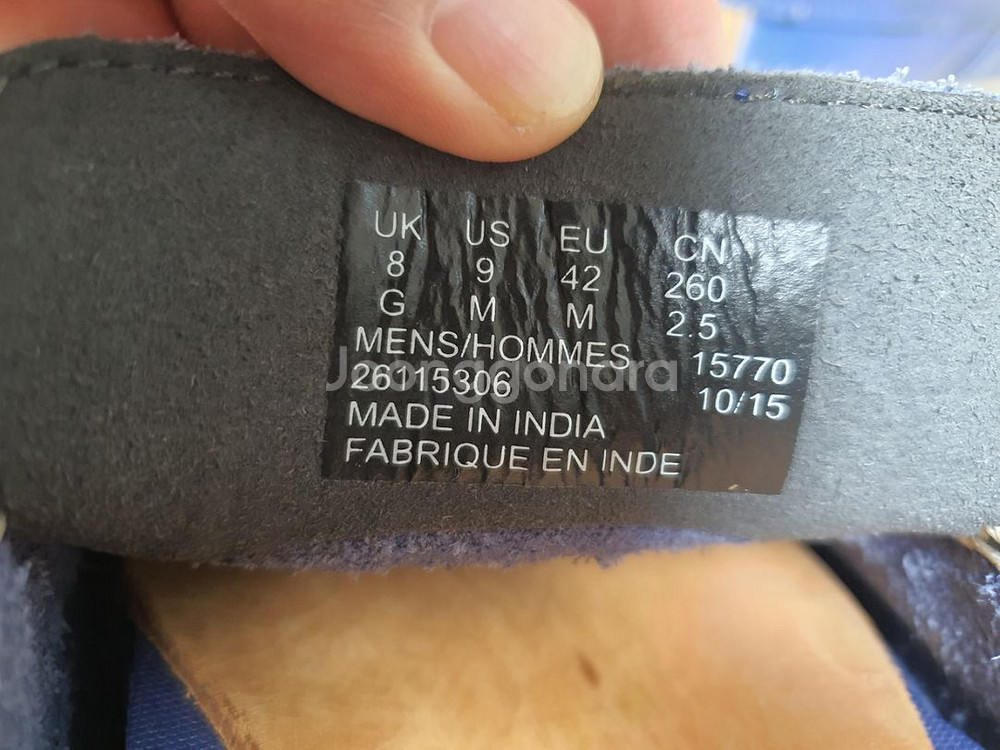 UK US EU CN
8 9 42 260
G M M 2.5
MENS/HOMMES 15770
26115306 10/15
MADE IN INDIA
FABRIQUE EN INDE
Joonggonara